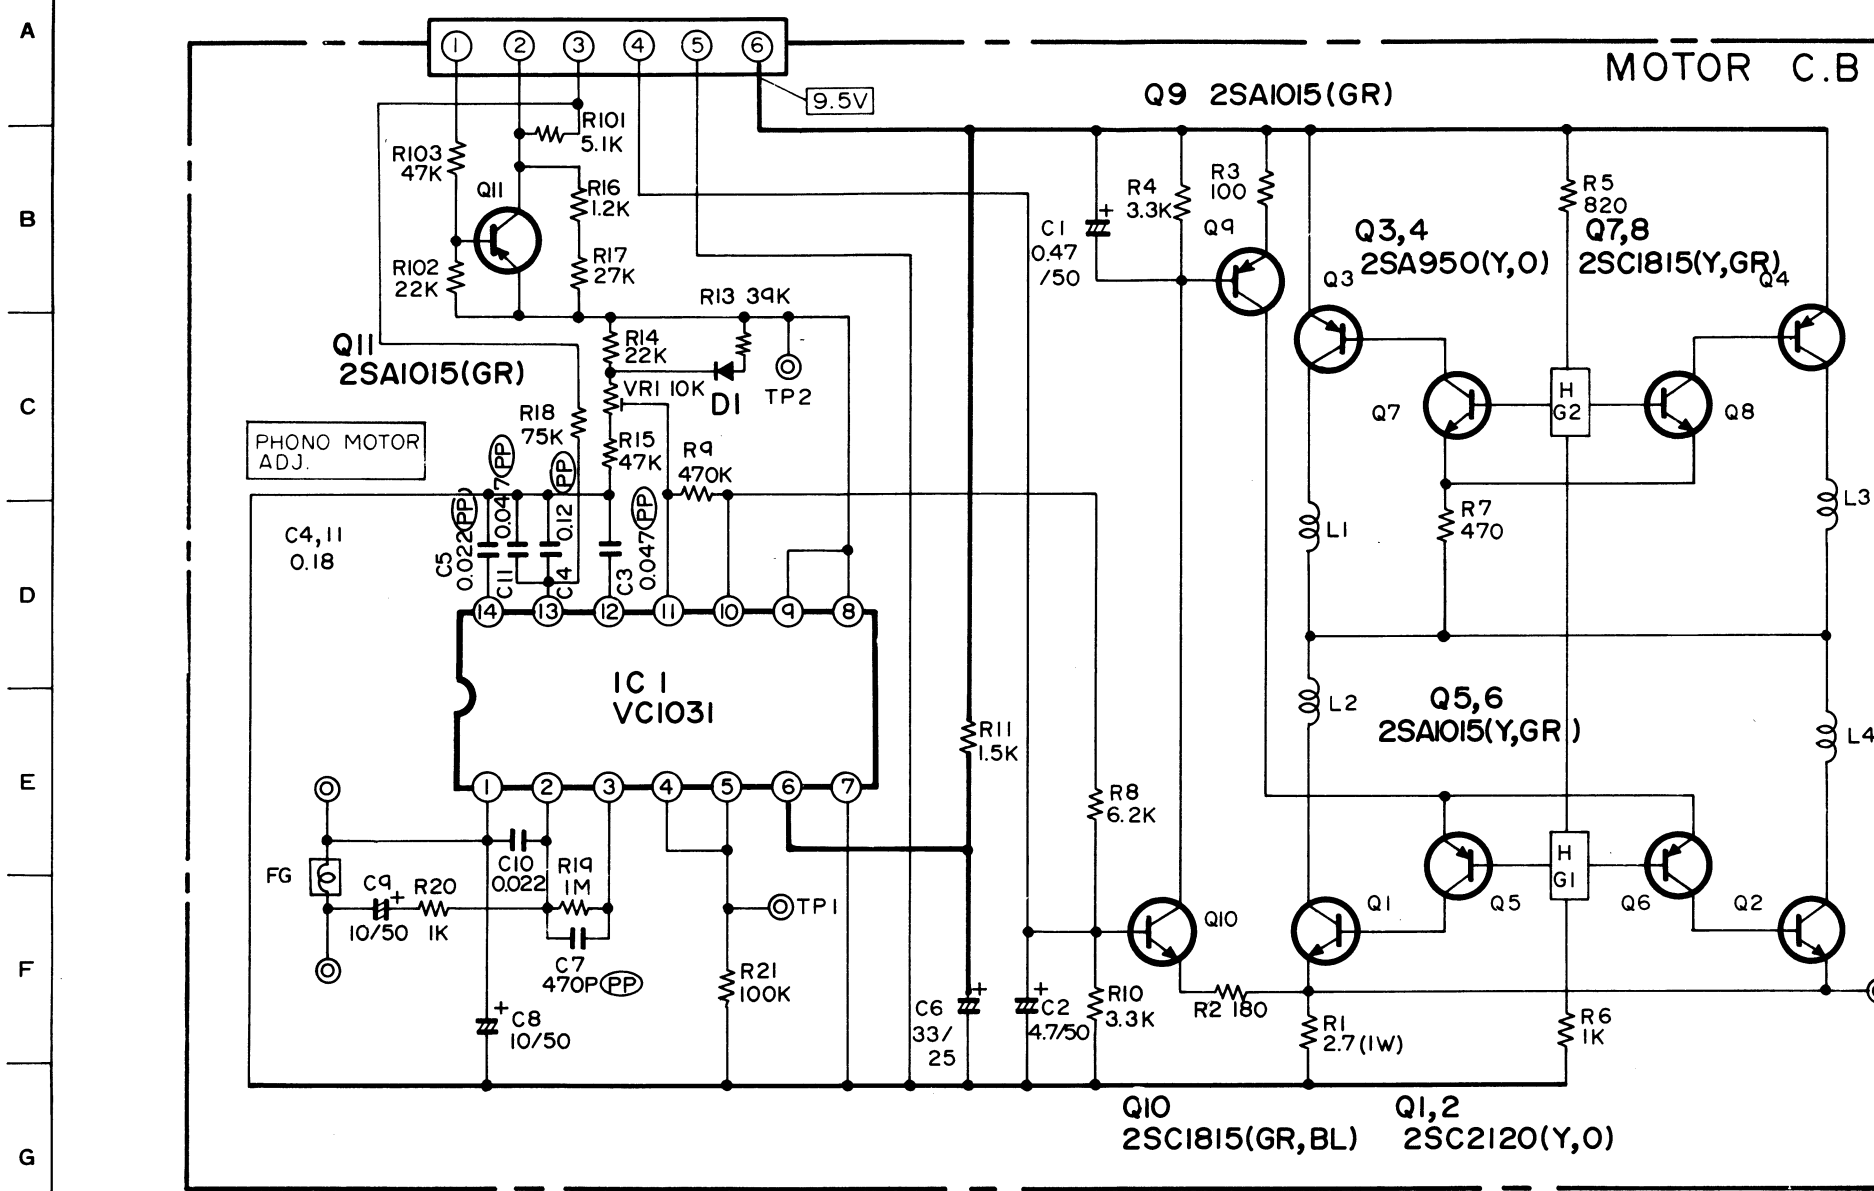 A
B
C
D
E
F
G
MOTOR C.B
1 2 3 4 5 6
9.5V
Q9 2SA1015(GR)
R101
5.1K
R103
47K
Q11
R16
1.2K
R17
27K
R102
22K
R13 39K
R14
22K
Q11
2SA1015(GR)
VR1 10K
D1
TP2
R18
75K
R15
47K
R9
470K
PHONO MOTOR
ADJ.
C4,11
0.18
C5
0.022 PP
C11
0.047 PP
C4
0.12 PP
C3
0.047 PP
14 13 12 11 10 9 8
IC 1
VC1031
1 2 3 4 5 6 7
FG
C10
0.022
R19
1M
C9 +
10/50
R20
1K
C7
470P PP
+ C8
10/50
TP1
R21
100K
R11
1.5K
C6 +
33/
25
+ C2
4.7/50
R8
6.2K
R10
3.3K
C1 +
0.47
/50
R4
3.3K
R3
100
Q9
Q10
R2 180
R1
2.7(1W)
Q3,4
2SA950(Y,O)
R5
820
Q7,8
2SC1815(Y,GR)
Q3
Q4
Q7
H
G2
Q8
R7
470
L1
L3
L2
L4
Q5,6
2SA1015(Y,GR)
H
G1
Q1
Q5
Q6
Q2
R6
1K
Q10
2SC1815(GR,BL)
Q1,2
2SC2120(Y,O)